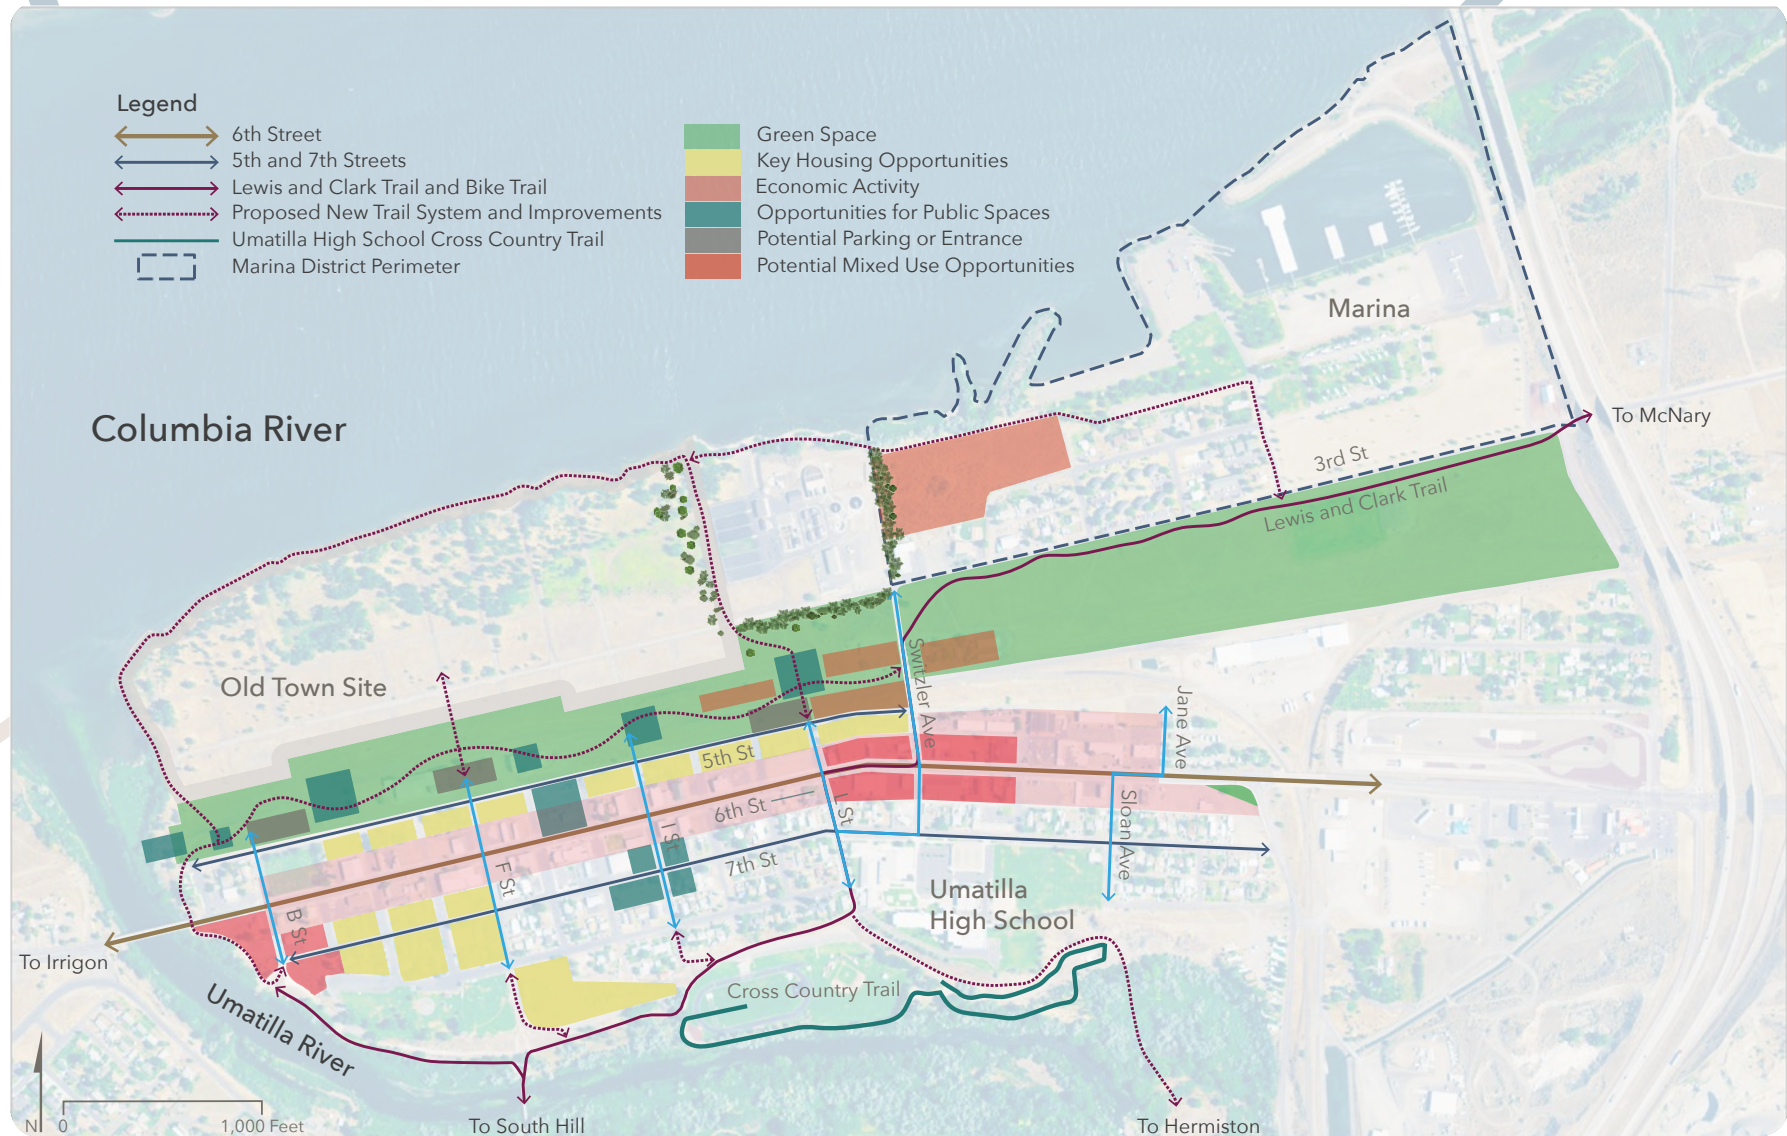 Legend
6th Street
5th and 7th Streets
Lewis and Clark Trail and Bike Trail
Proposed New Trail System and Improvements
Umatilla High School Cross Country Trail
Marina District Perimeter
Green Space
Key Housing Opportunities
Economic Activity
Opportunities for Public Spaces
Potential Parking or Entrance
Potential Mixed Use Opportunities
Marina
Columbia River
To McNary
3rd St
Lewis and Clark Trail
Old Town Site
Switzler Ave
Jane Ave
5th St
6th St
L St
Sloan Ave
I St
7th St
F St
B St
Umatilla
High School
To Irrigon
Umatilla River
Cross Country Trail
N
0
1,000 Feet
To South Hill
To Hermiston